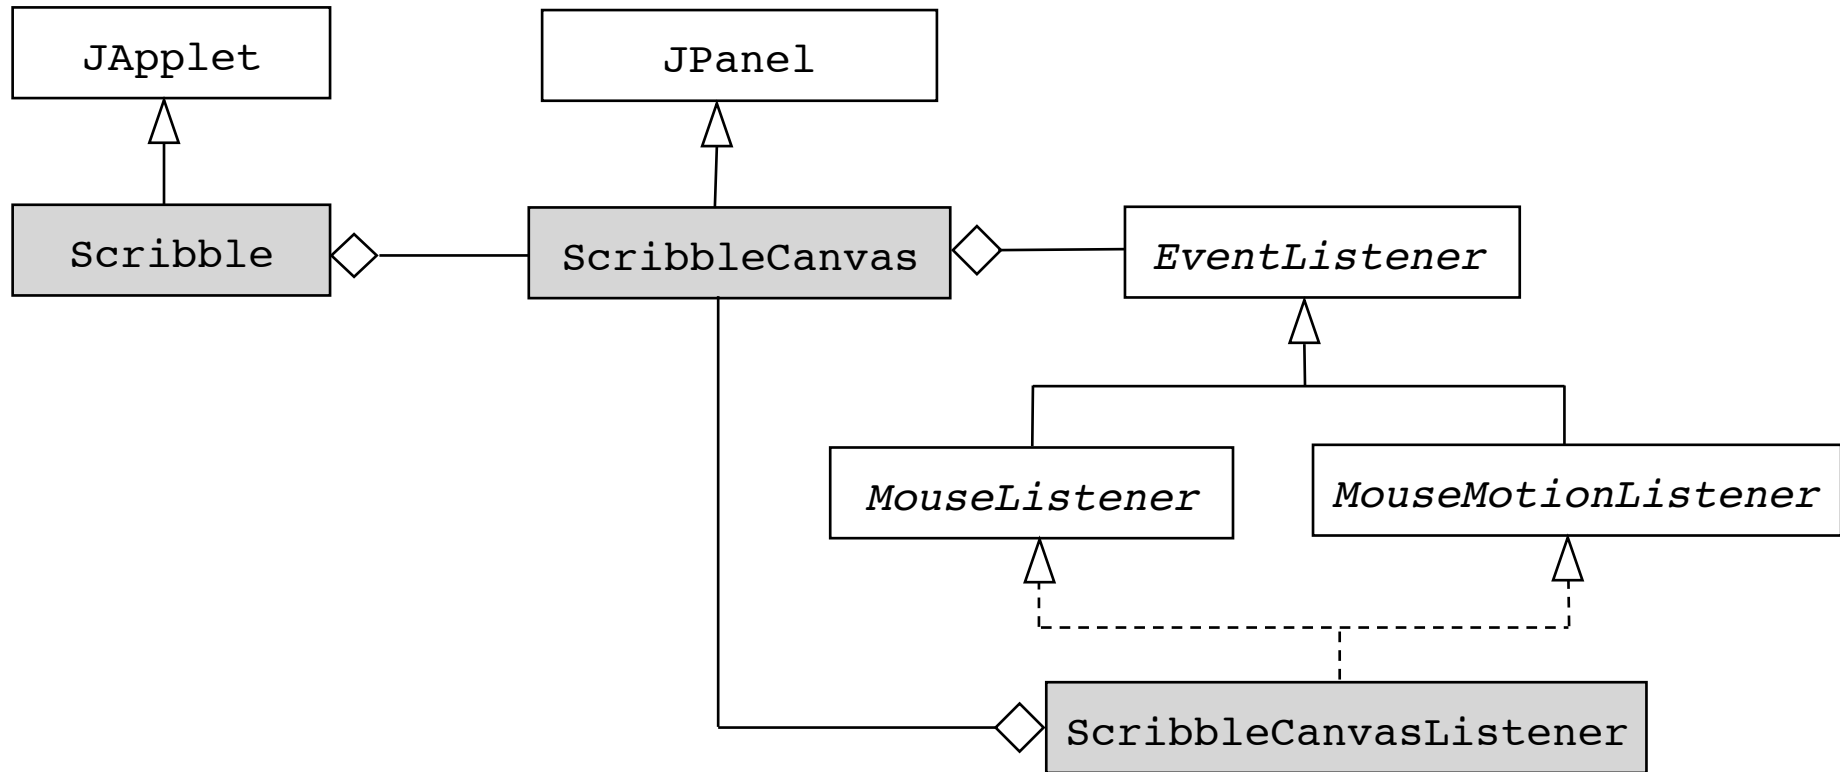 JApplet
JPanel
Scribble
ScribbleCanvas
EventListener
MouseListener
MouseMotionListener
ScribbleCanvasListener